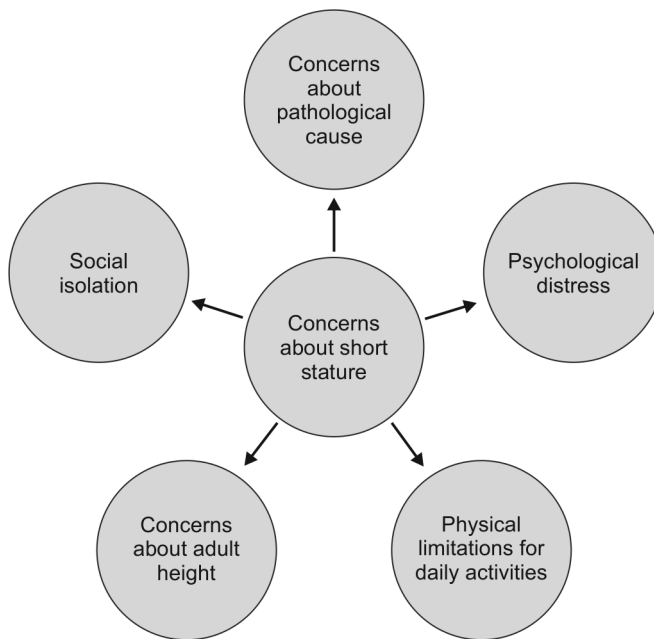 Concerns
about
pathological
cause
Social
isolation
Psychological
distress
Concerns
about short
stature
Concerns
about adult
height
Physical
limitations for
daily activities